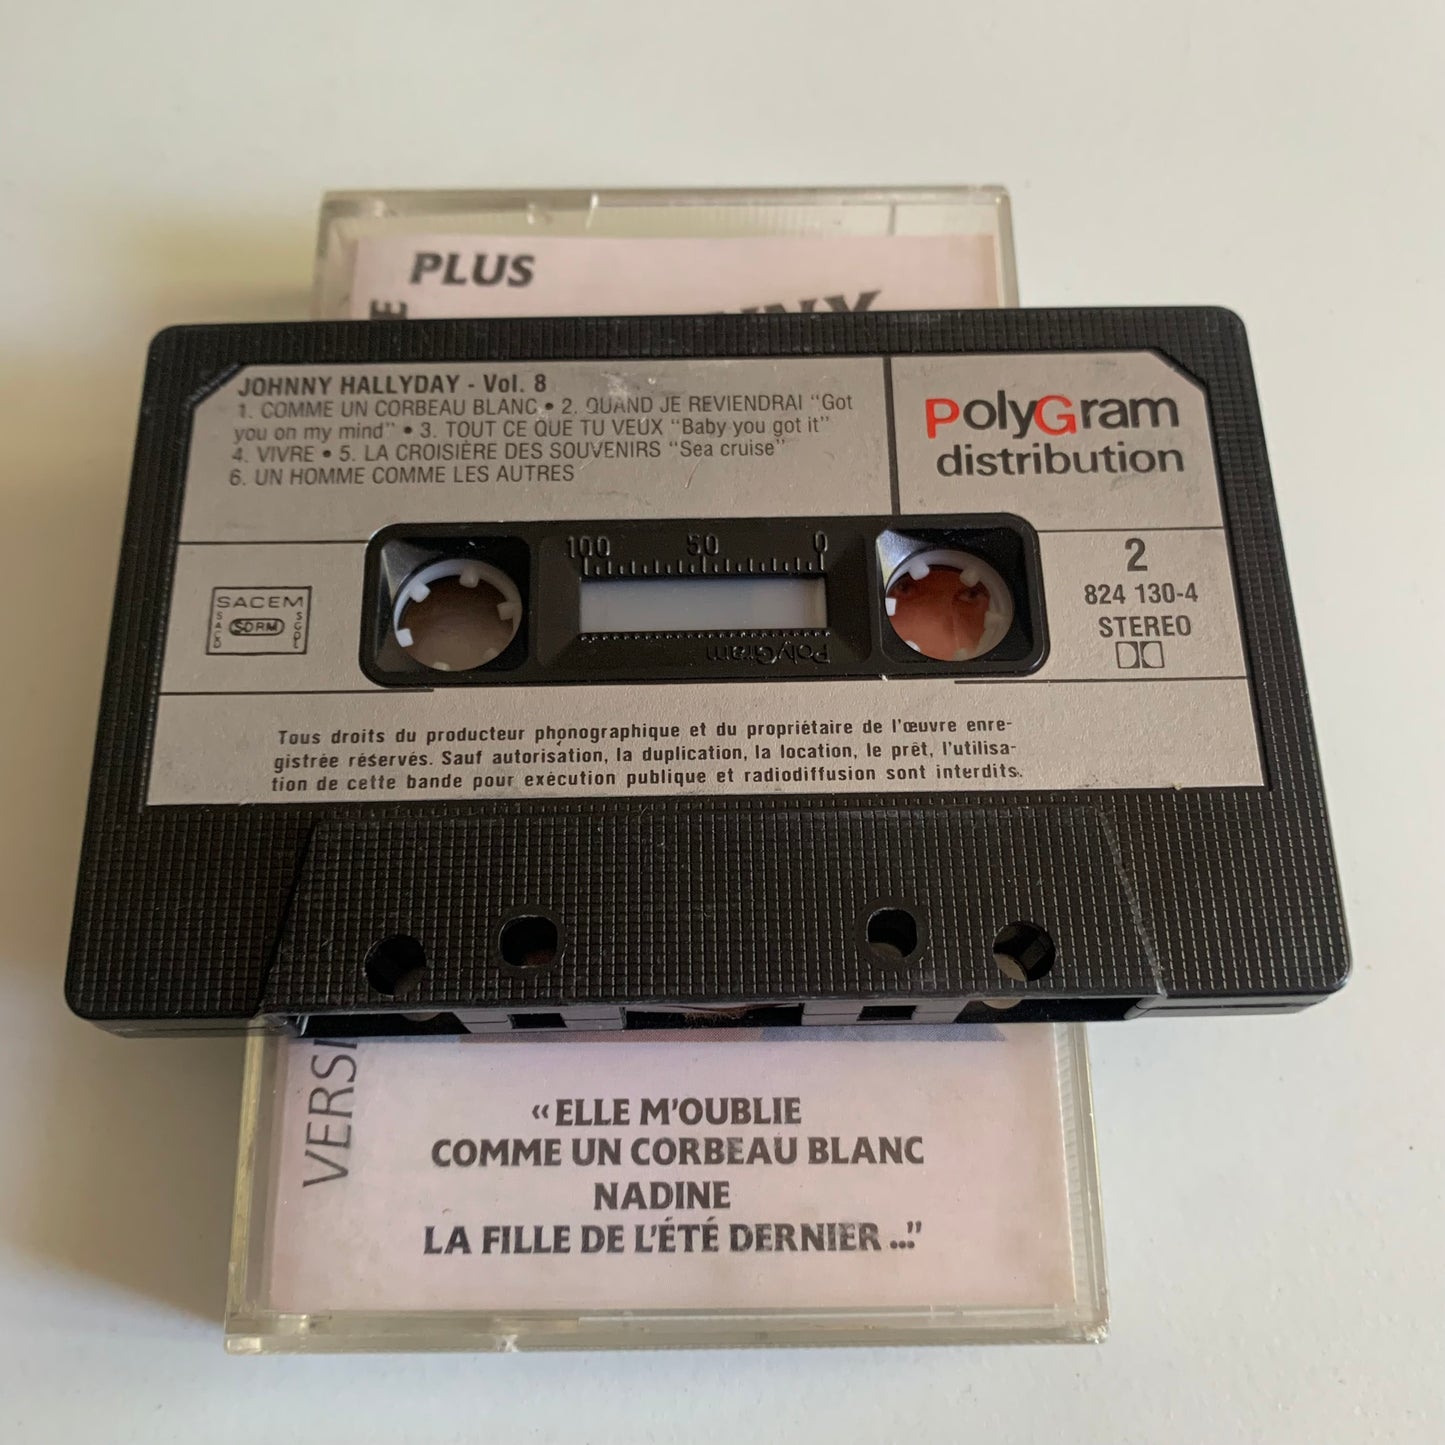 PLUS
JOHNNY HALLYDAY - Vol. 8
1. COMME UN CORBEAU BLANC • 2. QUAND JE REVIENDRAI "Got
you on my mind" • 3. TOUT CE QUE TU VEUX "Baby you got it"
4. VIVRE • 5. LA CROISIÈRE DES SOUVENIRS "Sea cruise"
6. UN HOMME COMME LES AUTRES
PolyGram
distribution
100 50 0
PolyGram
SACEM
SACD SDRM SGDL
2
824 130-4
STEREO
Tous droits du producteur phonographique et du propriétaire de l'œuvre enre-
gistrée réservés. Sauf autorisation, la duplication, la location, le prêt, l'utilisa-
tion de cette bande pour exécution publique et radiodiffusion sont interdits.
«ELLE M'OUBLIE
COMME UN CORBEAU BLANC
NADINE
LA FILLE DE L'ÉTÉ DERNIER ..."